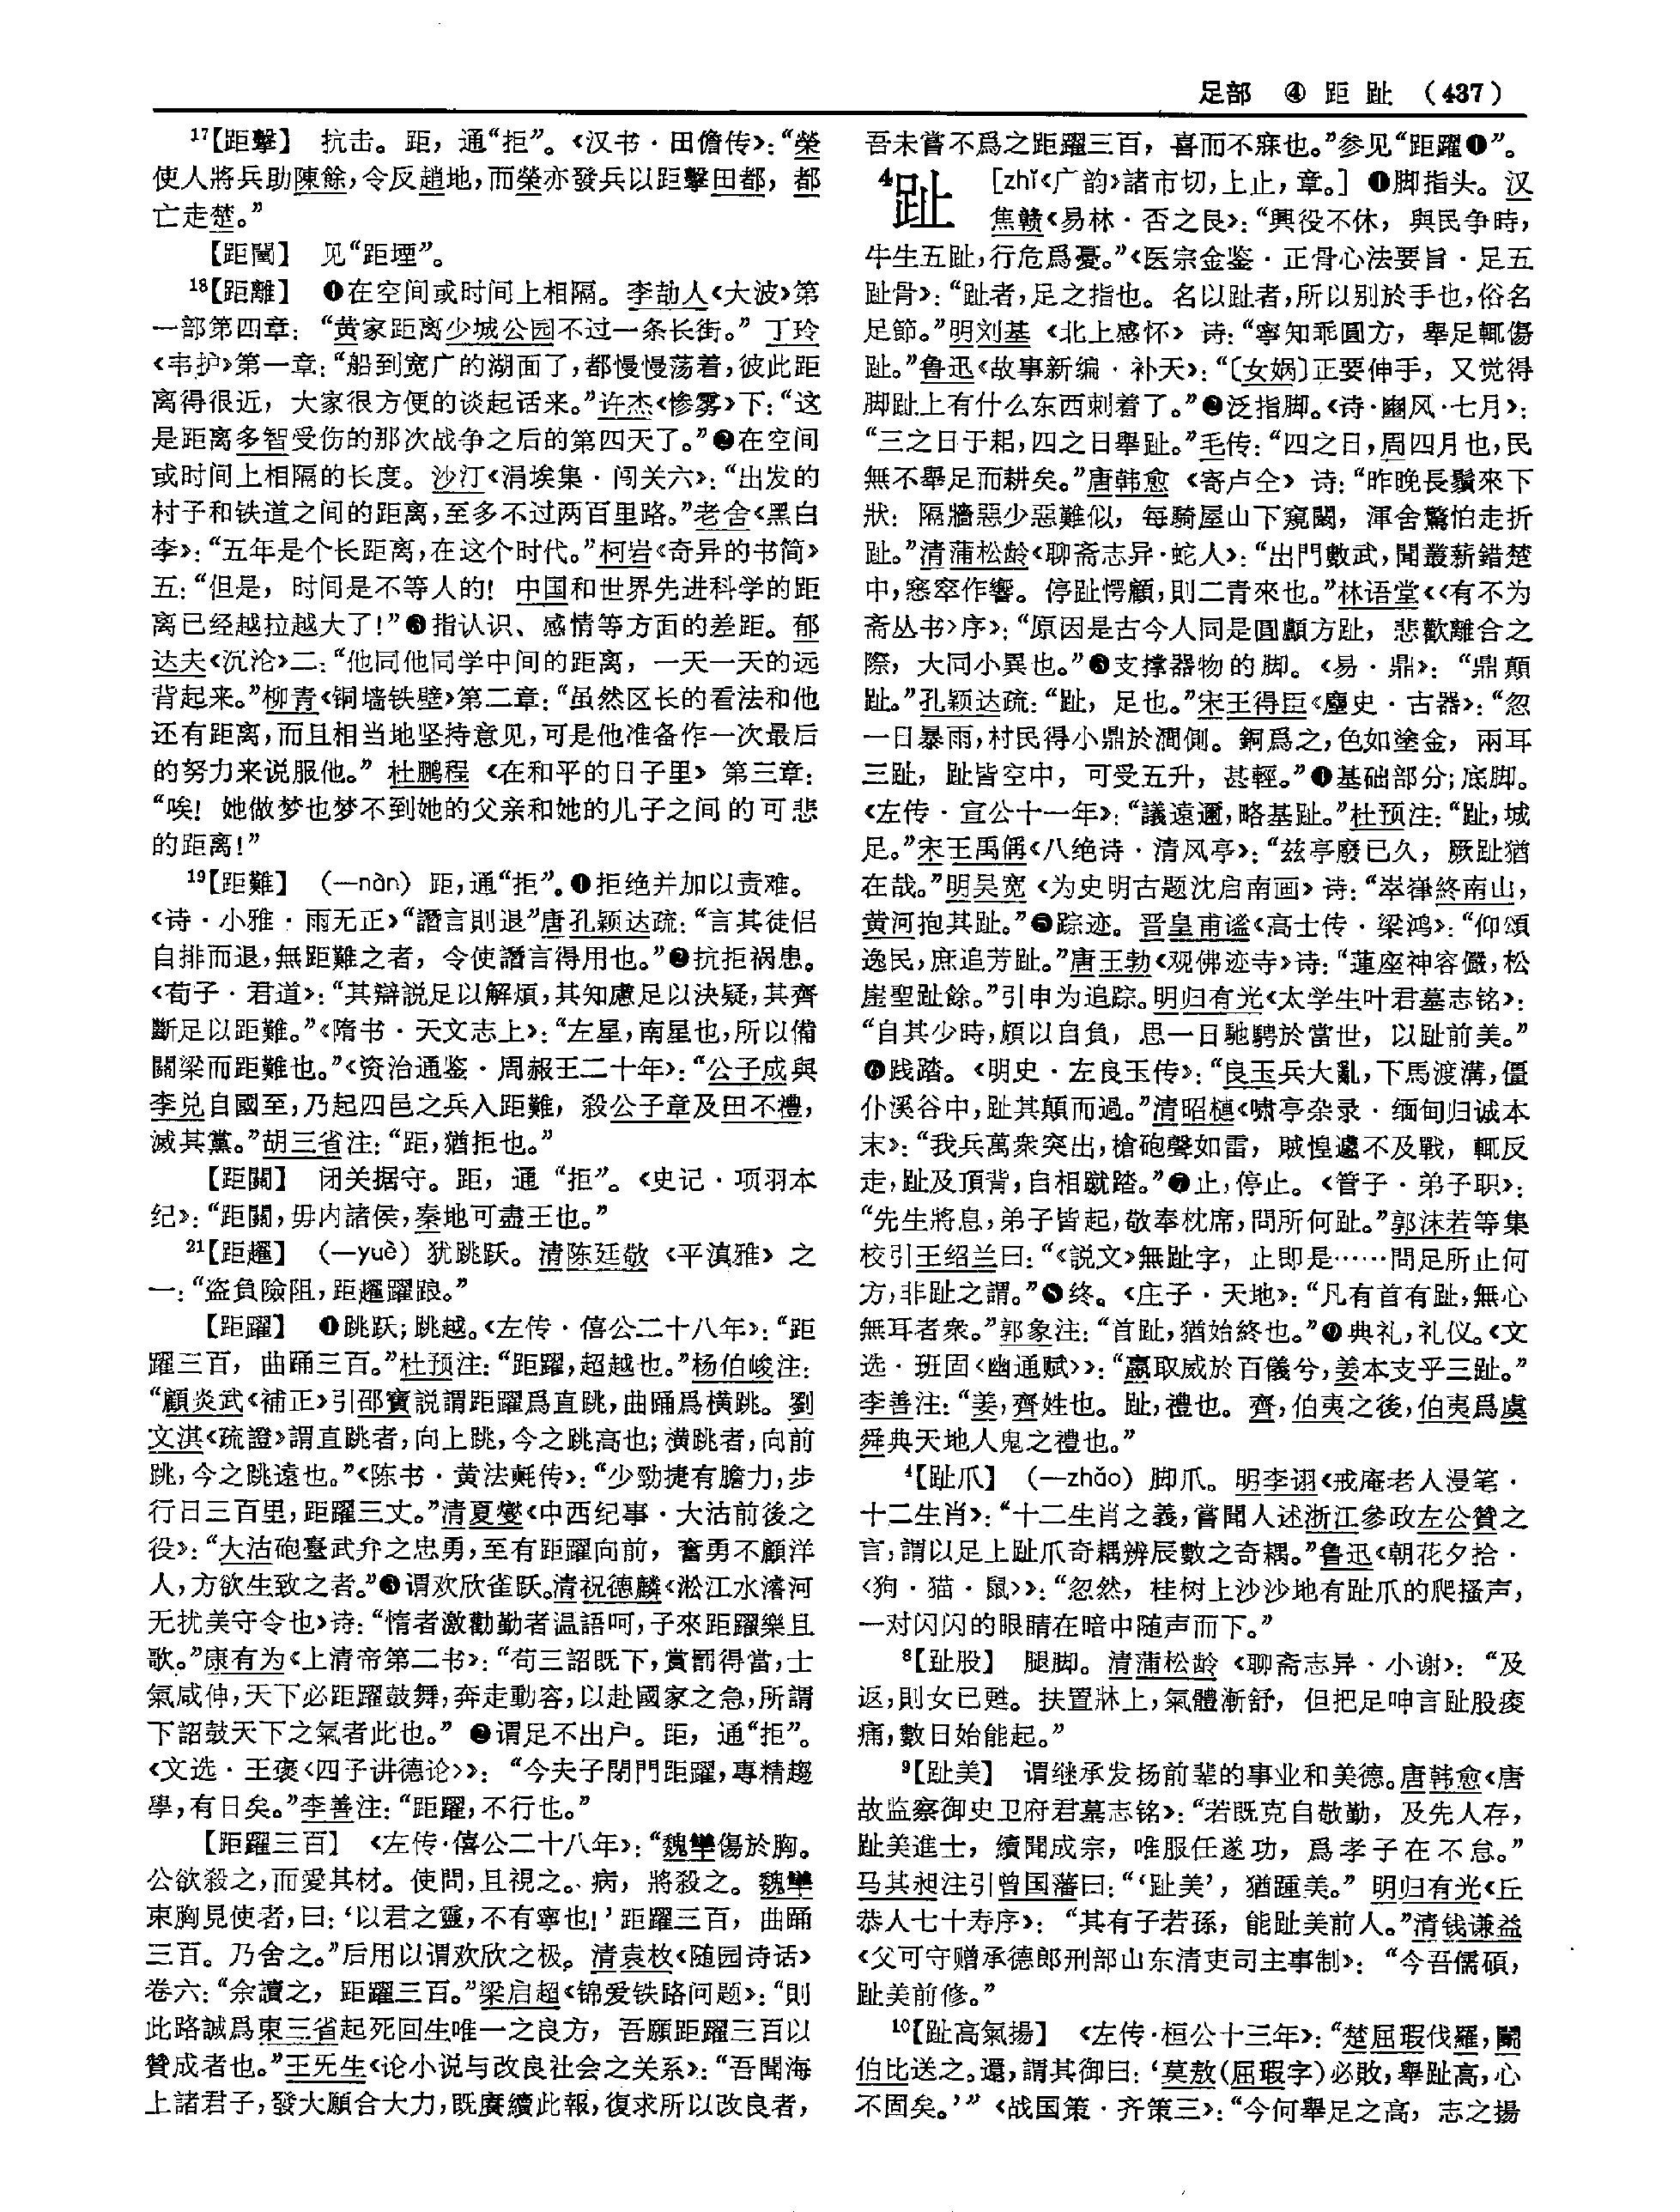 足部 ④ 距 趾 （437）
17【距擊】 抗击。距，通“拒”。《汉书·田儋传》：“榮
使人將兵助陳餘，令反趙地，而榮亦發兵以距擊田都，都
亡走楚。”
【距闉】 见“距堙”。
18【距離】 ❶在空间或时间上相隔。李劼人《大波》第
一部第四章：“黄家距离少城公园不过一条长街。”丁玲
《韦护》第一章：“船到宽广的湖面了，都慢慢荡着，彼此距
离得很近，大家很方便的谈起话来。”许杰《惨雾》下：“这
是距离多智受伤的那次战争之后的第四天了。”❷在空间
或时间上相隔的长度。沙汀《涓埃集·闯关六》：“出发的
村子和铁道之间的距离，至多不过两百里路。”老舍《黑白
李》：“五年是个长距离，在这个时代。”柯岩《奇异的书简》
五：“但是，时间是不等人的！中国和世界先进科学的距
离已经越拉越大了！”❸指认识、感情等方面的差距。郁
达夫《沉沦》二：“他同他同学中间的距离，一天一天的远
背起来。”柳青《铜墙铁壁》第二章：“虽然区长的看法和他
还有距离，而且相当地坚持意见，可是他准备作一次最后
的努力来说服他。”杜鹏程《在和平的日子里》第三章：
“唉！她做梦也梦不到她的父亲和她的儿子之间的可悲
的距离！”
19【距難】 （—nàn）距，通“拒”。❶拒绝并加以责难。
《诗·小雅·雨无正》“譖言則退”唐孔颖达疏：“言其徒侣
自排而退，無距難之者，令使譖言得用也。”❷抗拒祸患。
《荀子·君道》：“其辯説足以解煩，其知慮足以決疑，其齊
斷足以距難。”《隋书·天文志上》：“左星，南星也，所以備
關梁而距難也。”《资治通鉴·周赧王二十年》：“公子成與
李兑自國至，乃起四邑之兵入距難，殺公子章及田不禮，
滅其黨。”胡三省注：“距，猶拒也。”
【距關】 闭关据守。距，通“拒”。《史记·项羽本
纪》：“距關，毋内諸侯，秦地可盡王也。”
21【距趯】 （—yuè）犹跳跃。清陈廷敬《平滇雅》之
一：“盗負險阻，距趯躍踉。”
【距躍】 ❶跳跃；跳越。《左传·僖公二十八年》：“距
躍三百，曲踊三百。”杜预注：“距躍，超越也。”杨伯峻注：
“顧炎武《補正》引邵寶説謂距躍爲直跳，曲踊爲横跳。劉
文淇《疏證》謂直跳者，向上跳，今之跳高也；横跳者，向前
跳，今之跳遠也。”《陈书·黄法𣰰传》：“少勁捷有膽力，步
行日三百里，距躍三丈。”清夏燮《中西纪事·大沽前後之
役》：“大沽砲臺武弁之忠勇，至有距躍向前，奮勇不顧洋
人，方欲生致之者。”❸谓欢欣雀跃。清祝德麟《淞江水濬河
无扰美守令也》诗：“惰者激勸勤者温語呵，子來距躍樂且
歌。”康有为《上清帝第二书》：“苟三詔既下，賞罰得當，士
氣咸伸，天下必距躍鼓舞，奔走動容，以赴國家之急，所謂
下詔鼓天下之氣者此也。”❷谓足不出户。距，通“拒”。
《文选·王褒〈四子讲德论〉》：“今夫子閉門距躍，專精趨
學，有日矣。”李善注：“距躍，不行也。”
【距躍三百】 《左传·僖公二十八年》：“魏犨傷於胸。
公欲殺之，而愛其材。使問，且視之。病，將殺之。魏犨
束胸見使者，曰：‘以君之靈，不有寧也！’距躍三百，曲踊
三百。乃舍之。”后用以谓欢欣之极。清袁枚《随园诗话》
卷六：“余讀之，距躍三百。”梁启超《锦爱铁路问题》：“則
此路誠爲東三省起死回生唯一之良方，吾願距躍三百以
贊成者也。”王旡生《论小说与改良社会之关系》：“吾聞海
上諸君子，發大願合大力，既廣續此報，復求所以改良者，
吾未嘗不爲之距躍三百，喜而不寐也。”参见“距躍❶”。
4趾 [zhǐ《广韵》諸市切，上止，章。] ❶脚指头。汉
焦赣《易林·否之艮》：“興役不休，與民争時，
牛生五趾，行危爲憂。”《医宗金鉴·正骨心法要旨·足五
趾骨》：“趾者，足之指也。名以趾者，所以别於手也，俗名
足節。”明刘基《北上感怀》诗：“寧知乖圓方，舉足輒傷
趾。”鲁迅《故事新编·补天》：“〔女娲〕正要伸手，又觉得
脚趾上有什么东西刺着了。”❷泛指脚。《诗·豳风·七月》：
“三之日于耜，四之日舉趾。”毛传：“四之日，周四月也，民
無不舉足而耕矣。”唐韩愈《寄卢仝》诗：“昨晚長鬚來下
狀：隔牆惡少惡難似，每騎屋山下窺闞，渾舍驚怕走折
趾。”清蒲松龄《聊斋志异·蛇人》：“出門數武，聞叢薪錯楚
中，窸窣作響。停趾愕顧，則二青來也。”林语堂《〈有不为
斋丛书〉序》：“原因是古今人同是圓顱方趾，悲歡離合之
際，大同小異也。”❸支撑器物的脚。《易·鼎》：“鼎顛
趾。”孔颖达疏：“趾，足也。”宋王得臣《麈史·古器》：“忽
一日暴雨，村民得小鼎於澗側。銅爲之，色如塗金，兩耳
三趾，趾皆空中，可受五升，甚輕。”❹基础部分；底脚。
《左传·宣公十一年》：“議遠邇，略基趾。”杜预注：“趾，城
足。”宋王禹偁《八绝诗·清风亭》：“兹亭廢已久，厥趾猶
在哉。”明吴宽《为史明古题沈启南画》诗：“崒嵂終南山，
黄河抱其趾。”❺踪迹。晋皇甫谧《高士传·梁鸿》：“仰頌
逸民，庶追芳趾。”唐王勃《观佛迹寺》诗：“蓮座神容儼，松
崖聖趾餘。”引申为追踪。明归有光《太学生叶君墓志铭》：
“自其少時，頗以自負，思一日馳騁於當世，以趾前美。”
❻践踏。《明史·左良玉传》：“良玉兵大亂，下馬渡溝，僵
仆溪谷中，趾其顛而過。”清昭槤《啸亭杂录·缅甸归诚本
末》：“我兵萬衆突出，槍砲聲如雷，賊惶遽不及戰，輒反
走，趾及頂背，自相蹴踏。”❼止，停止。《管子·弟子职》：
“先生將息，弟子皆起，敬奉枕席，問所何趾。”郭沫若等集
校引王绍兰曰：“《説文》無趾字，止即是……問足所止何
方，非趾之謂。”❽终。《庄子·天地》：“凡有首有趾，無心
無耳者衆。”郭象注：“首趾，猶始終也。”❾典礼，礼仪。《文
选·班固〈幽通赋〉》：“嬴取威於百儀兮，姜本支乎三趾。”
李善注：“姜，齊姓也。趾，禮也。齊，伯夷之後，伯夷爲虞
舜典天地人鬼之禮也。”
4【趾爪】 （—zhǎo）脚爪。明李诩《戒庵老人漫笔·
十二生肖》：“十二生肖之義，嘗聞人述浙江參政左公贊之
言，謂以足上趾爪奇耦辨辰數之奇耦。”鲁迅《朝花夕拾·
〈狗·猫·鼠〉》：“忽然，桂树上沙沙地有趾爪的爬搔声，
一对闪闪的眼睛在暗中随声而下。”
8【趾股】 腿脚。清蒲松龄《聊斋志异·小谢》：“及
返，則女已甦。扶置牀上，氣體漸舒，但把足呻言趾股痠
痛，數日始能起。”
9【趾美】 谓继承发扬前辈的事业和美德。唐韩愈《唐
故监察御史卫府君墓志铭》：“若既克自敬勤，及先人存，
趾美進士，續聞成宗，唯服任遂功，爲孝子在不怠。”
马其昶注引曾国藩曰：“‘趾美’，猶踵美。”明归有光《丘
恭人七十寿序》：“其有子若孫，能趾美前人。”清钱谦益
《父可守赠承德郎刑部山东清吏司主事制》：“今吾儒碩，
趾美前修。”
10【趾高氣揚】 《左传·桓公十三年》：“楚屈瑕伐羅，鬭
伯比送之。還，謂其御曰：‘莫敖（屈瑕字）必敗，舉趾高，心
不固矣。’”《战国策·齐策三》：“今何舉足之高，志之揚